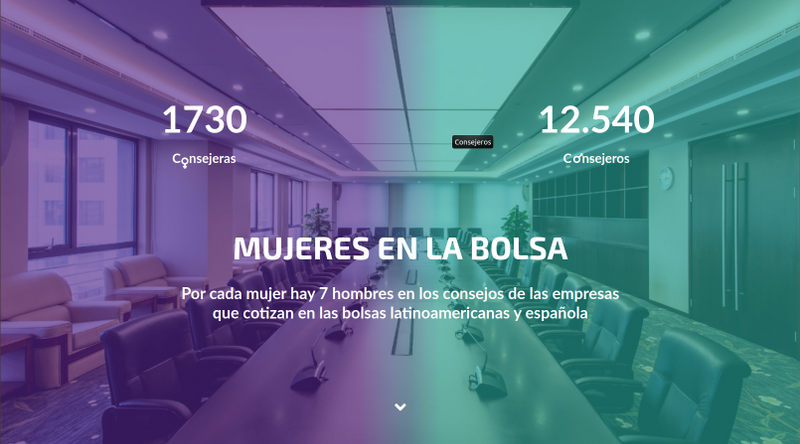 1730
12.540
Consejeros
Consejeras
Consejeros
MUJERES EN LA BOLSA
Por cada mujer hay 7 hombres en los consejos de las empresas
que cotizan en las bolsas latinoamericanas y española